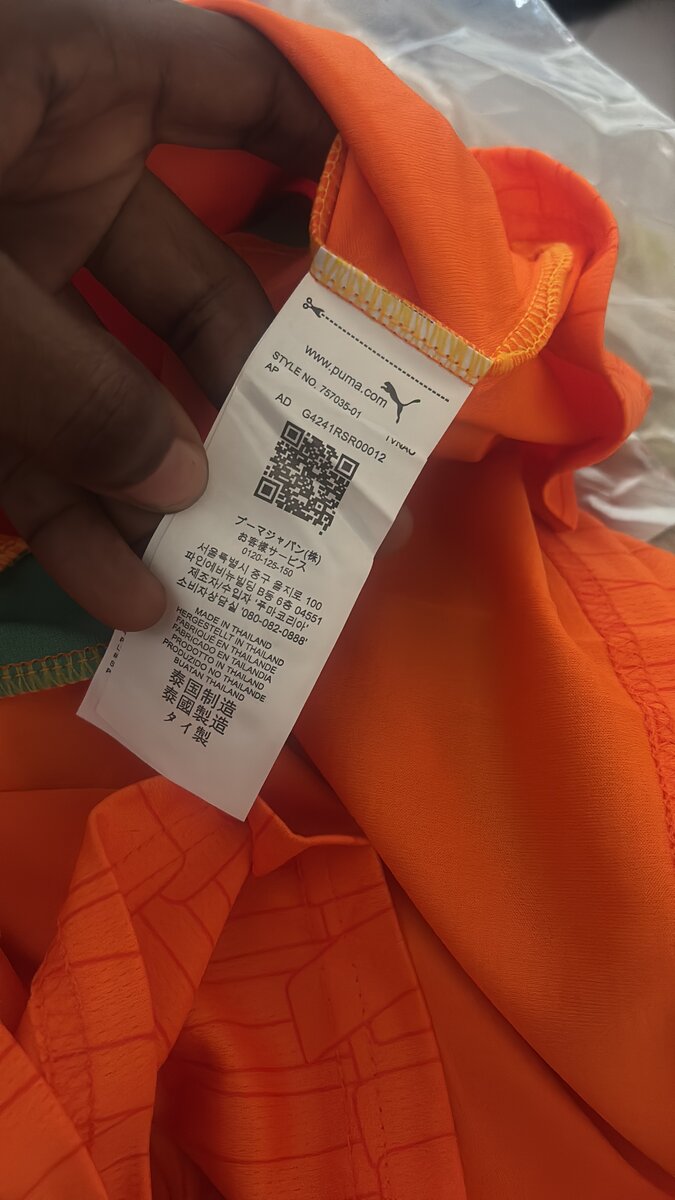 www.puma.com
STYLE NO. 757035-01
AP
AD G4241RSR00012
プーマジャパン(株)
お客様サービス
0120-125-150
서울특별시 중구 을지로 100
파인에비뉴빌딩 B동 6층 04551
제조자/수입자 '푸마코리아'
소비자상담실 '080-082-0888'
MADE IN THAILAND
HERGESTELLT IN THAILAND
FABRIQUÉ EN THAILANDE
FABRICADO EN TAILANDIA
PRODOTTO IN THAILANDE
PRODUZIDO NO THAILANDE
BUATAN THAILAND
泰国制造
泰國製造
タイ製